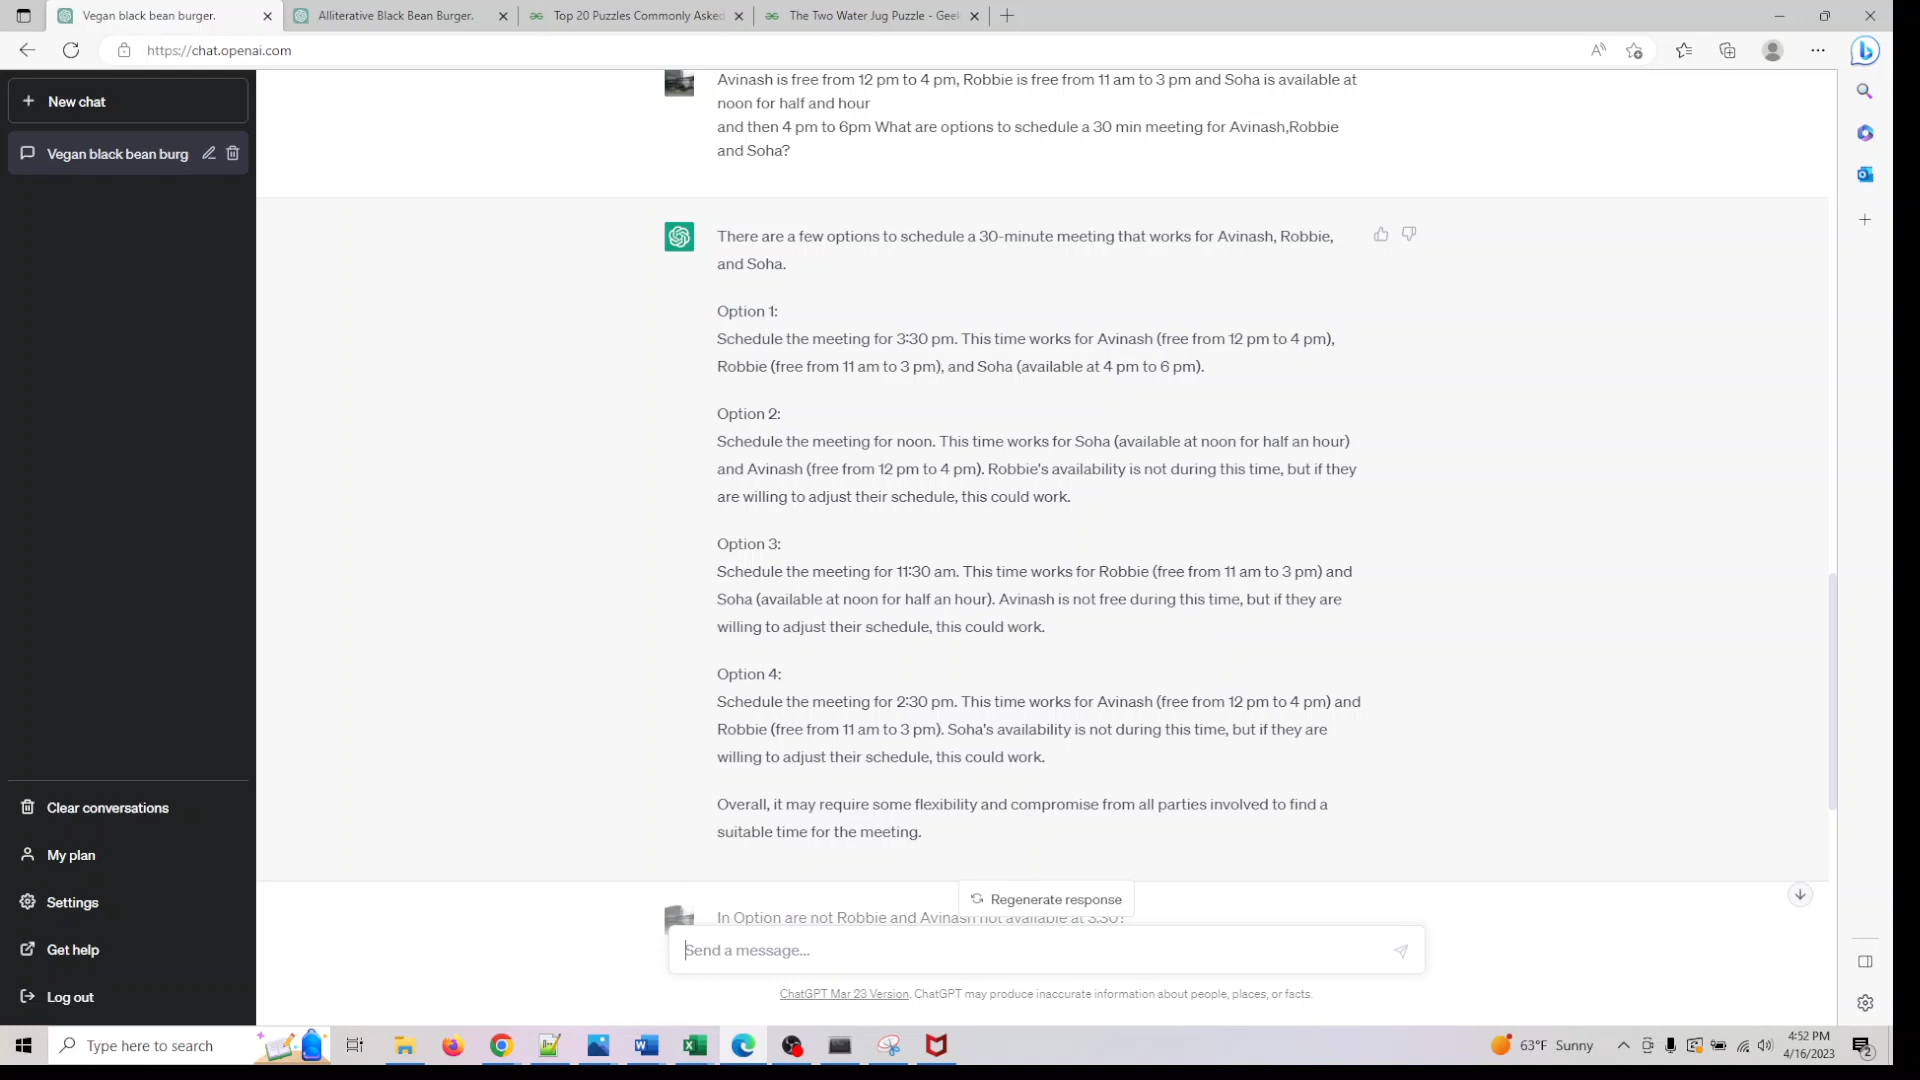 Vegan black bean burger.
Alliterative Black Bean Burger.
Top 20 Puzzles Commonly Asked
The Two Water Jug Puzzle - Geek
https://chat.openai.com
New chat
Vegan black bean burg
Avinash is free from 12 pm to 4 pm, Robbie is free from 11 am to 3 pm and Soha is available at
noon for half and hour
and then 4 pm to 6pm What are options to schedule a 30 min meeting for Avinash,Robbie
and Soha?
There are a few options to schedule a 30-minute meeting that works for Avinash, Robbie,
and Soha.
Option 1:
Schedule the meeting for 3:30 pm. This time works for Avinash (free from 12 pm to 4 pm),
Robbie (free from 11 am to 3 pm), and Soha (available at 4 pm to 6 pm).
Option 2:
Schedule the meeting for noon. This time works for Soha (available at noon for half an hour)
and Avinash (free from 12 pm to 4 pm). Robbie's availability is not during this time, but if they
are willing to adjust their schedule, this could work.
Option 3:
Schedule the meeting for 11:30 am. This time works for Robbie (free from 11 am to 3 pm) and
Soha (available at noon for half an hour). Avinash is not free during this time, but if they are
willing to adjust their schedule, this could work.
Option 4:
Schedule the meeting for 2:30 pm. This time works for Avinash (free from 12 pm to 4 pm) and
Robbie (free from 11 am to 3 pm). Soha's availability is not during this time, but if they are
willing to adjust their schedule, this could work.
Overall, it may require some flexibility and compromise from all parties involved to find a
suitable time for the meeting.
Clear conversations
My plan
Settings
Get help
Log out
Regenerate response
In Option are not Robbie and Avinash not available at 3.30?
Send a message...
ChatGPT Mar 23 Version. ChatGPT may produce inaccurate information about people, places, or facts.
Type here to search
63°F Sunny
4:52 PM
4/16/2023
2